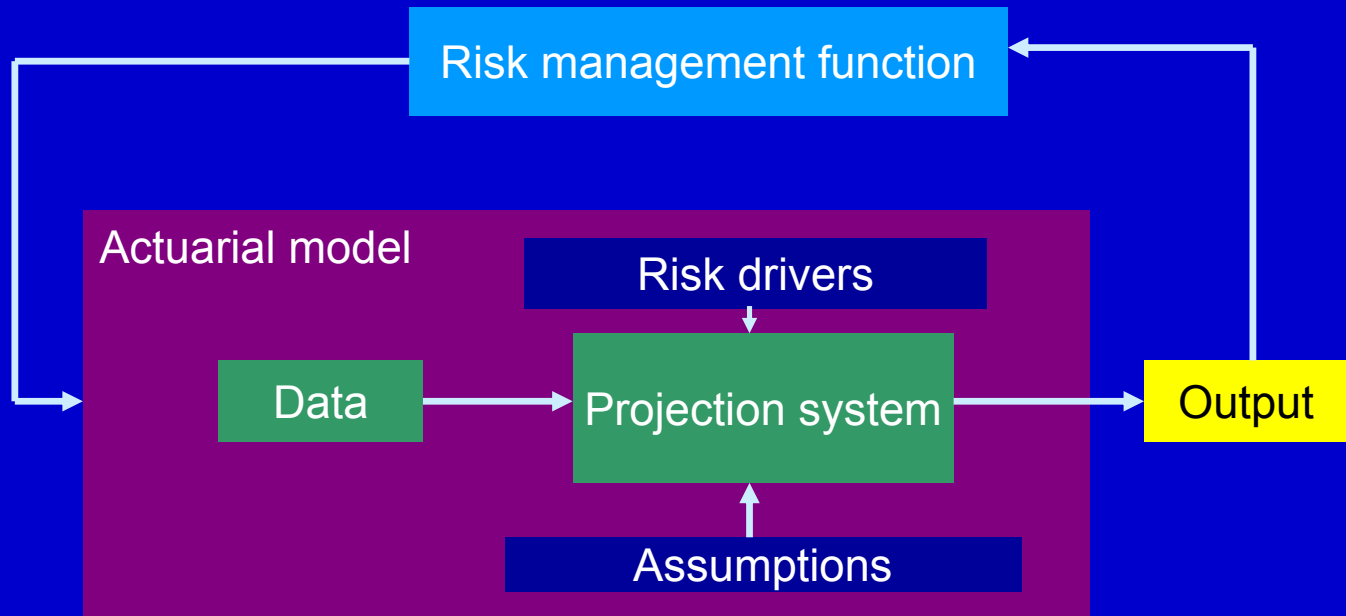 Risk management function
Actuarial model
Risk drivers
Data
Projection system
Output
Assumptions